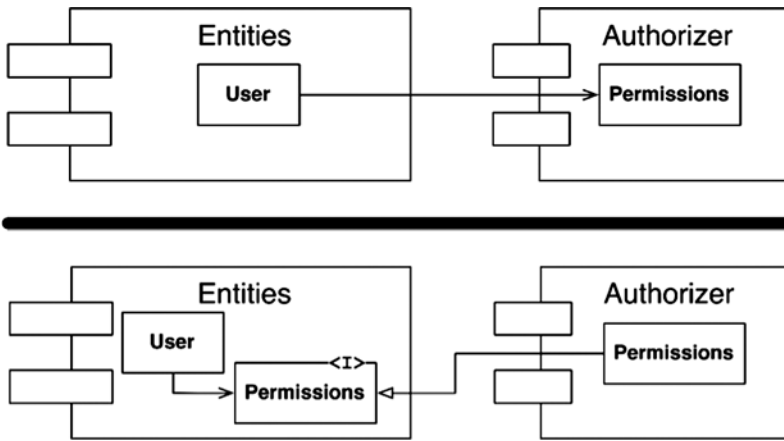 Entities
Authorizer
User
Permissions
Entities
Authorizer
User
<I>
Permissions
Permissions